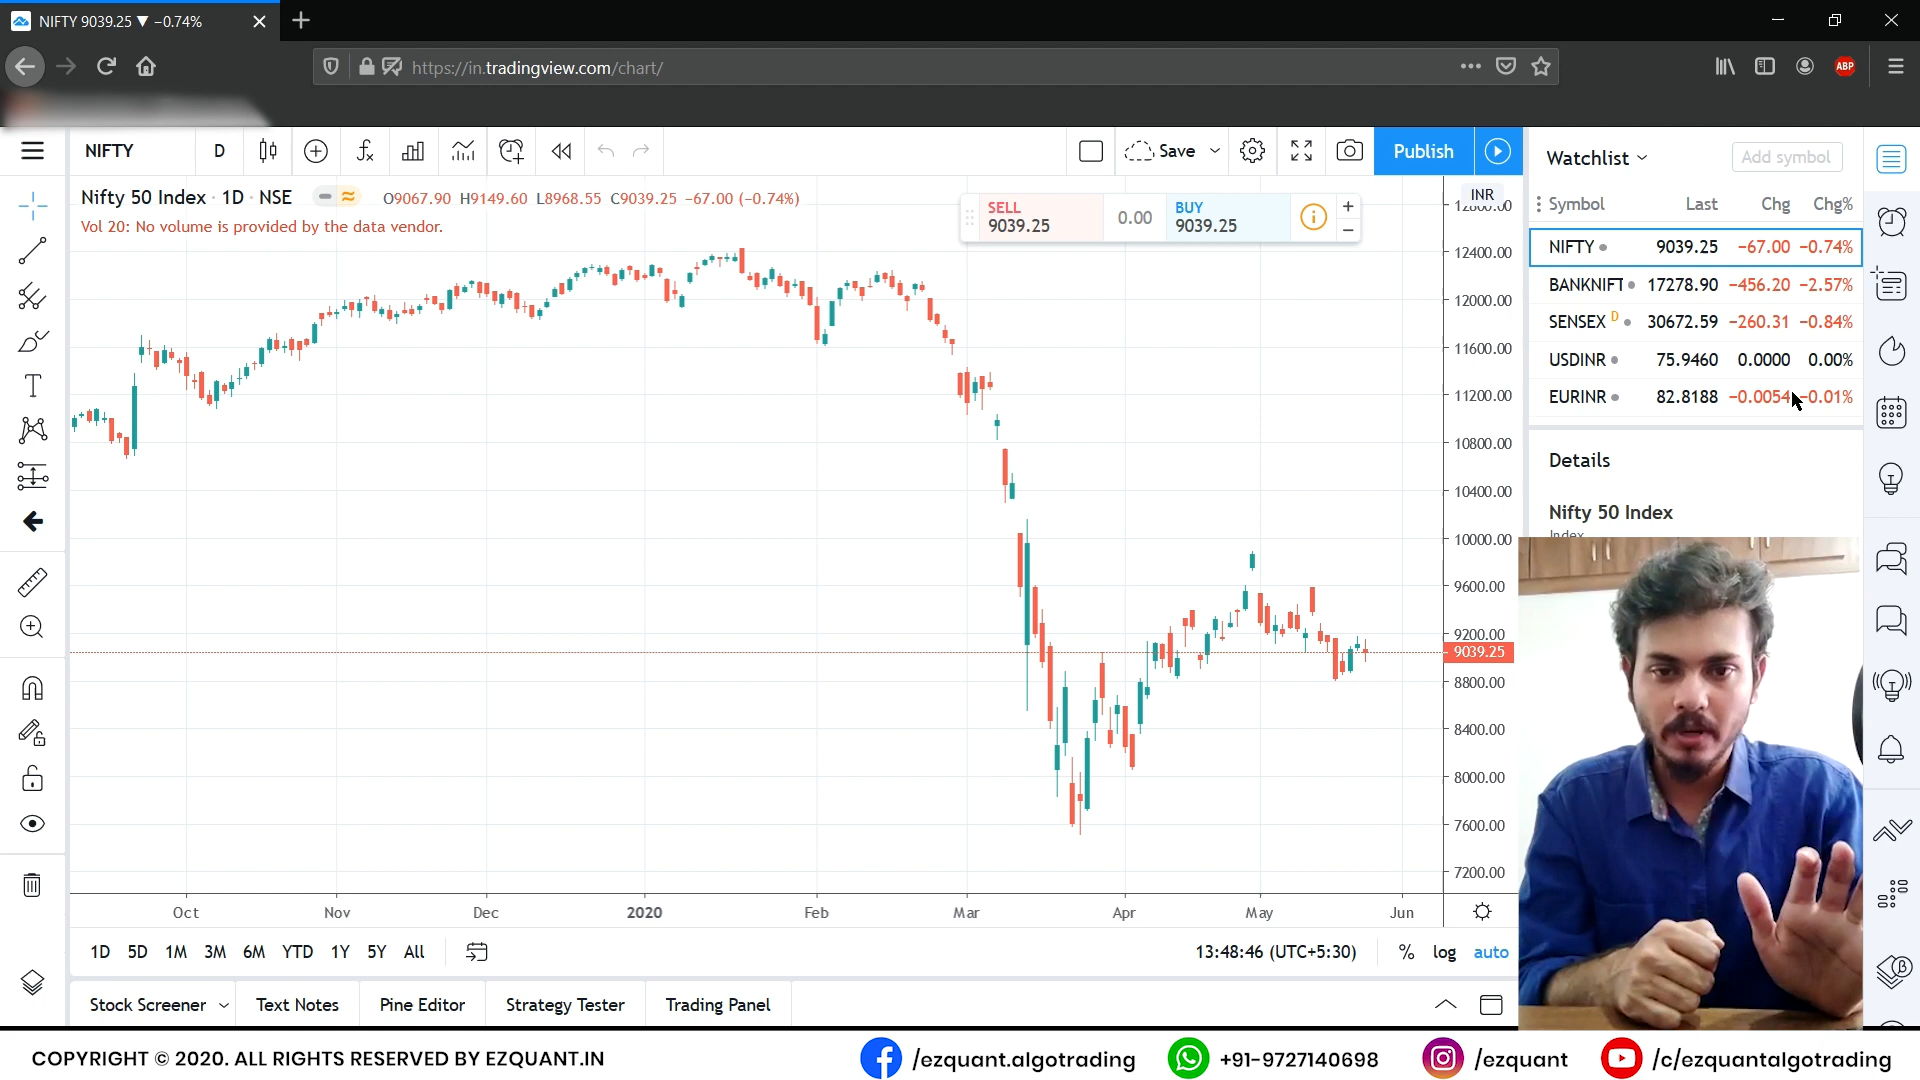 NIFTY 9039.25 ▼ −0.74%
https://in.tradingview.com/chart/
ABP
NIFTY D Save Publish
Nifty 50 Index · 1D · NSE O9067.90 H9149.60 L8968.55 C9039.25 −67.00 (−0.74%)
Vol 20: No volume is provided by the data vendor.
SELL
9039.25
0.00
BUY
9039.25
INR
12400.00
12000.00
11600.00
11200.00
10800.00
10400.00
10000.00
9600.00
9200.00
9039.25
8800.00
8400.00
8000.00
7600.00
7200.00
Oct Nov Dec 2020 Feb Mar Apr May Jun
1D 5D 1M 3M 6M YTD 1Y 5Y All 13:48:46 (UTC+5:30) % log auto
Stock Screener Text Notes Pine Editor Strategy Tester Trading Panel
Watchlist Add symbol
Symbol Last Chg Chg%
NIFTY 9039.25 −67.00 −0.74%
BANKNIFT 17278.90 −456.20 −2.57%
SENSEX D 30672.59 −260.31 −0.84%
USDINR 75.9460 0.0000 0.00%
EURINR 82.8188 −0.0054 −0.01%
Details
Nifty 50 Index
Index
COPYRIGHT © 2020. ALL RIGHTS RESERVED BY EZQUANT.IN /ezquant.algotrading +91-9727140698 /ezquant /c/ezquantalgotrading